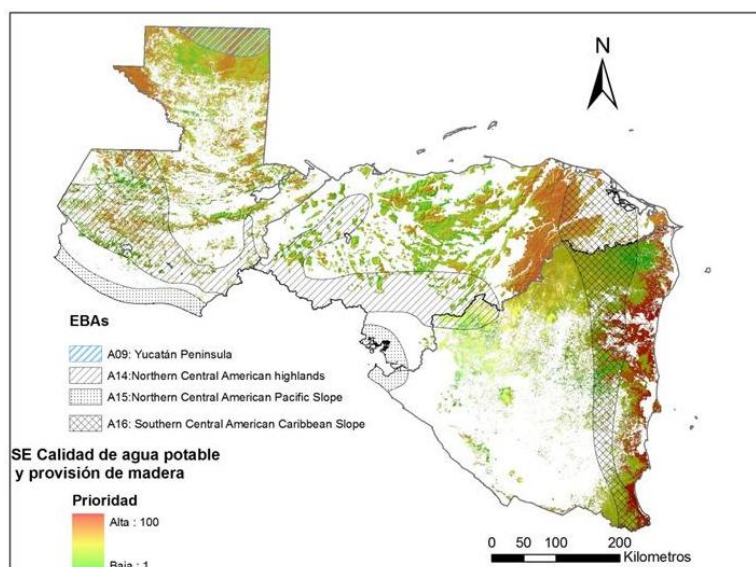 N
EBAs
A09: Yucatán Peninsula
A14:Northern Central American highlands
A15:Northern Central American Pacific Slope
A16: Southern Central American Caribbean Slope
SE Calidad de agua potable
y provisión de madera
Prioridad
Alta : 100
Baja : 1
0 50 100 200
Kilometros